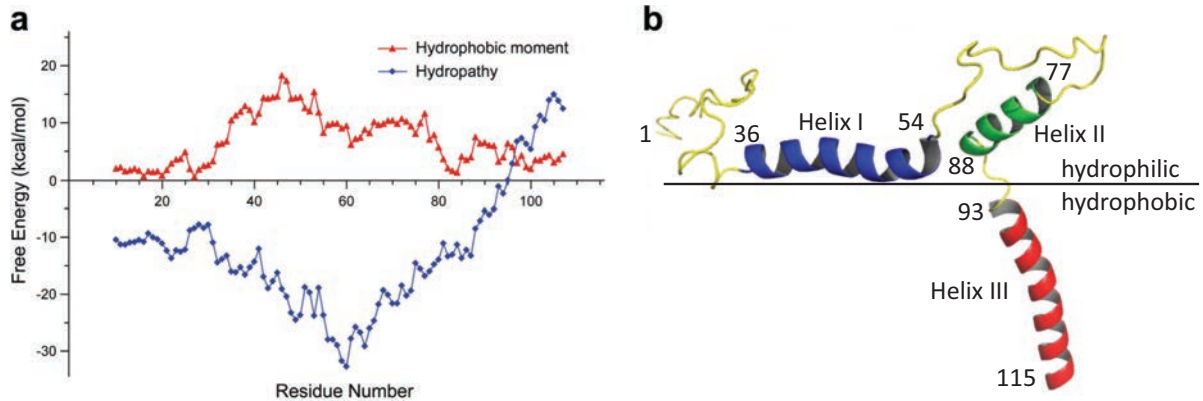 a
Hydrophobic moment
Hydropathy
Free Energy (kcal/mol)
20
10
0
-10
-20
-30
20
40
60
80
100
Residue Number
b
1
36
Helix I
54
77
Helix II
88
hydrophilic
hydrophobic
93
Helix III
115